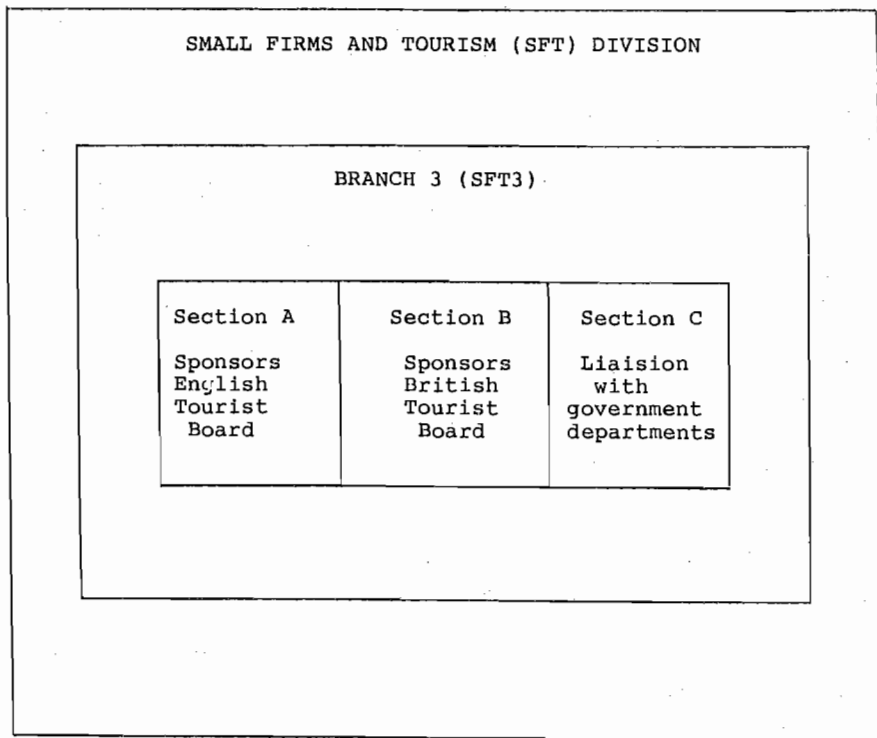 SMALL FIRMS AND TOURISM (SFT) DIVISION
BRANCH 3 (SFT3)
Section A
Sponsors
English
Tourist
Board
Section B
Sponsors
British
Tourist
Board
Section C
Liaision
with
government
departments